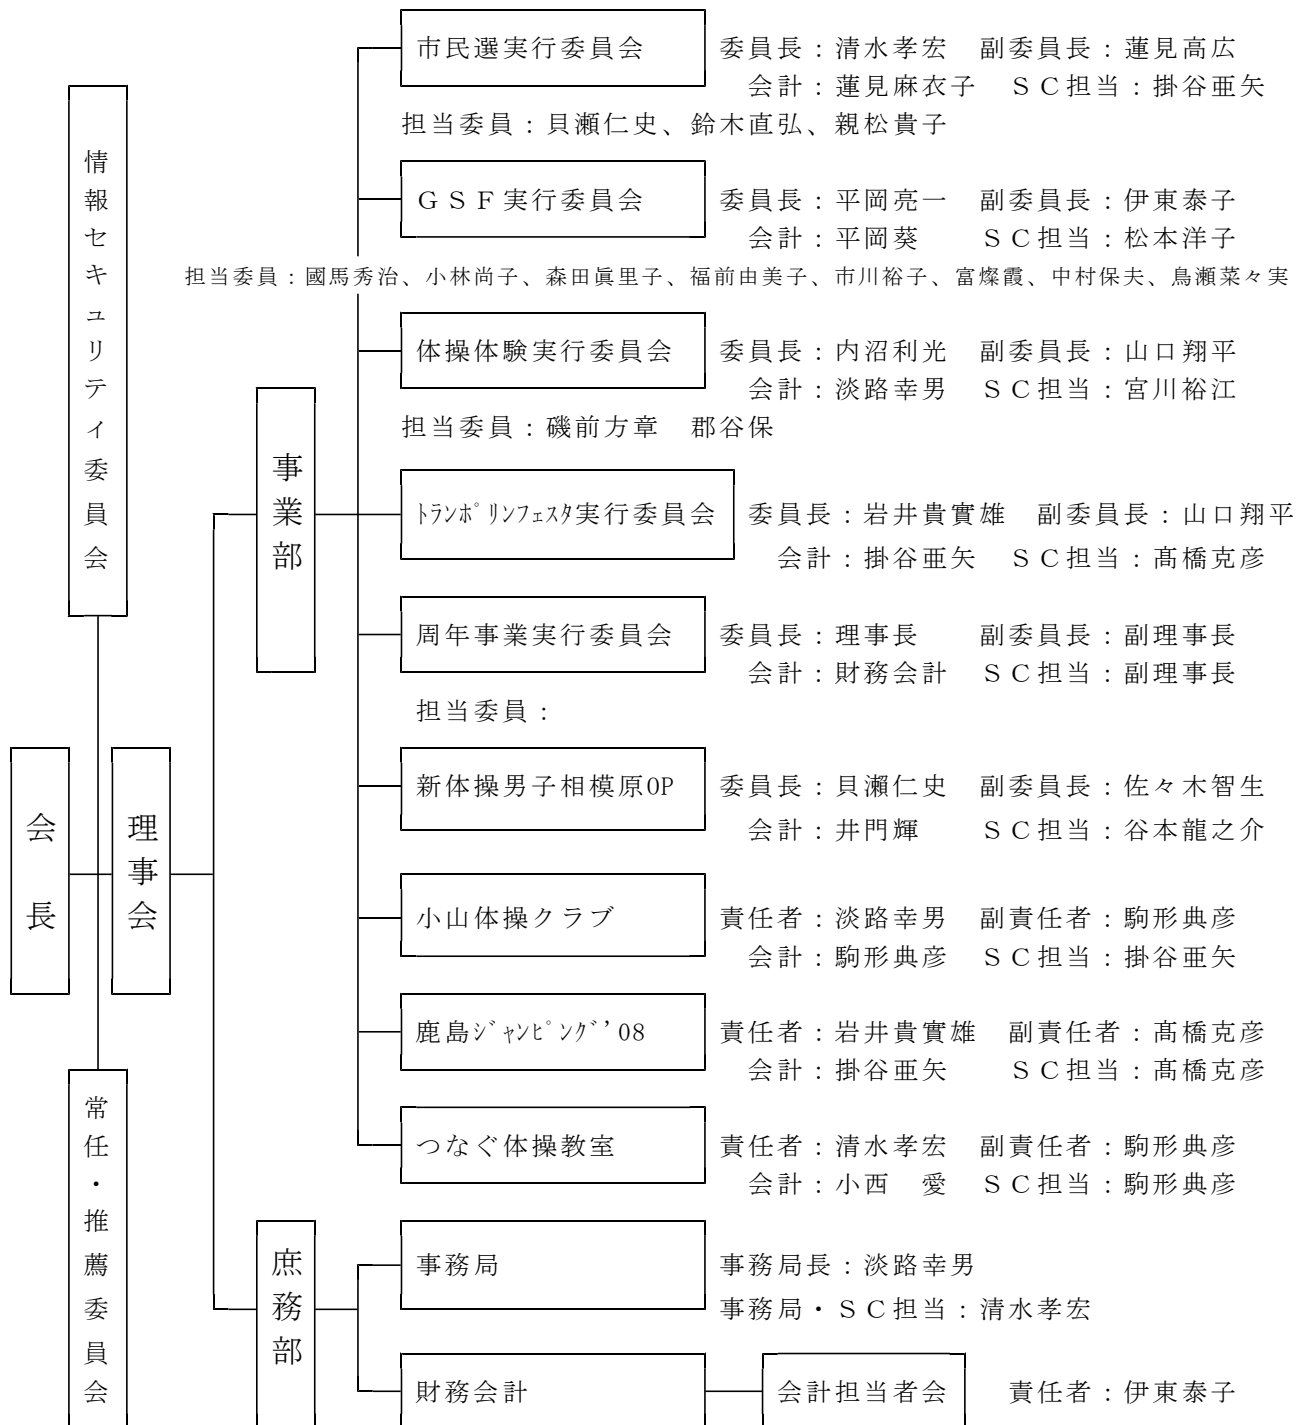 市民選実行委員会　委員長：清水孝宏　副委員長：蓮見高広
会計：蓮見麻衣子　ＳＣ担当：掛谷亜矢
担当委員：貝瀬仁史、鈴木直弘、親松貴子
ＧＳＦ実行委員会　委員長：平岡亮一　副委員長：伊東泰子
会計：平岡葵　ＳＣ担当：松本洋子
担当委員：國馬秀治、小林尚子、森田眞里子、福前由美子、市川裕子、富燦霞、中村保夫、鳥瀬菜々実
体操体験実行委員会　委員長：内沼利光　副委員長：山口翔平
会計：淡路幸男　ＳＣ担当：宮川裕江
担当委員：磯前方章　郡谷保
ﾄﾗﾝﾎﾟﾘﾝﾌｪｽﾀ実行委員会　委員長：岩井貴實雄　副委員長：山口翔平
会計：掛谷亜矢　ＳＣ担当：髙橋克彦
周年事業実行委員会　委員長：理事長　副委員長：副理事長
会計：財務会計　ＳＣ担当：副理事長
担当委員：
新体操男子相模原OP　委員長：貝瀬仁史　副委員長：佐々木智生
会計：井門輝　ＳＣ担当：谷本龍之介
小山体操クラブ　責任者：淡路幸男　副責任者：駒形典彦
会計：駒形典彦　ＳＣ担当：掛谷亜矢
鹿島ｼﾞｬﾝﾋﾟﾝｸﾞ’08　責任者：岩井貴實雄　副責任者：髙橋克彦
会計：掛谷亜矢　ＳＣ担当：髙橋克彦
つなぐ体操教室　責任者：清水孝宏　副責任者：駒形典彦
会計：小西　愛　ＳＣ担当：駒形典彦
事務局　事務局長：淡路幸男
事務局・ＳＣ担当：清水孝宏
財務会計　会計担当者会　責任者：伊東泰子
事業部
庶務部
情報セキュリティ委員会
理事会
会長
常任・推薦委員会